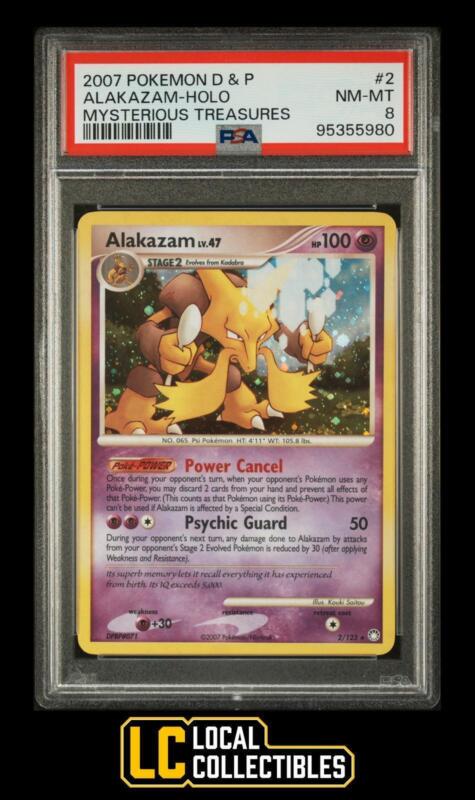 2007 POKEMON D & P #2
ALAKAZAM-HOLO NM-MT
MYSTERIOUS TREASURES 8
PSA 95355980
Alakazam LV.47 HP 100
STAGE 2 Evolves from Kadabra
NO. 065 Psi Pokémon HT: 4'11" WT: 105.8 lbs.
Poké-POWER Power Cancel
Once during your opponent's turn, when your opponent's Pokémon uses any
Poké-Power, you may discard 2 cards from your hand and prevent all effects of
that Poké-Power. (This counts as that Pokémon using its Poké-Power.) This power
can't be used if Alakazam is affected by a Special Condition.
Psychic Guard 50
During your opponent's next turn, any damage done to Alakazam by attacks
from your opponent's Stage 2 Evolved Pokémon is reduced by 30 (after applying
Weakness and Resistance).
Its superb memory lets it recall everything it has experienced
from birth. Its IQ exceeds 5,000.
Illus. Kouki Saitou
weakness resistance retreat cost
+30
DPBP#071 ©2007 Pokémon/Nintendo 2/123
LC LOCAL
COLLECTIBLES